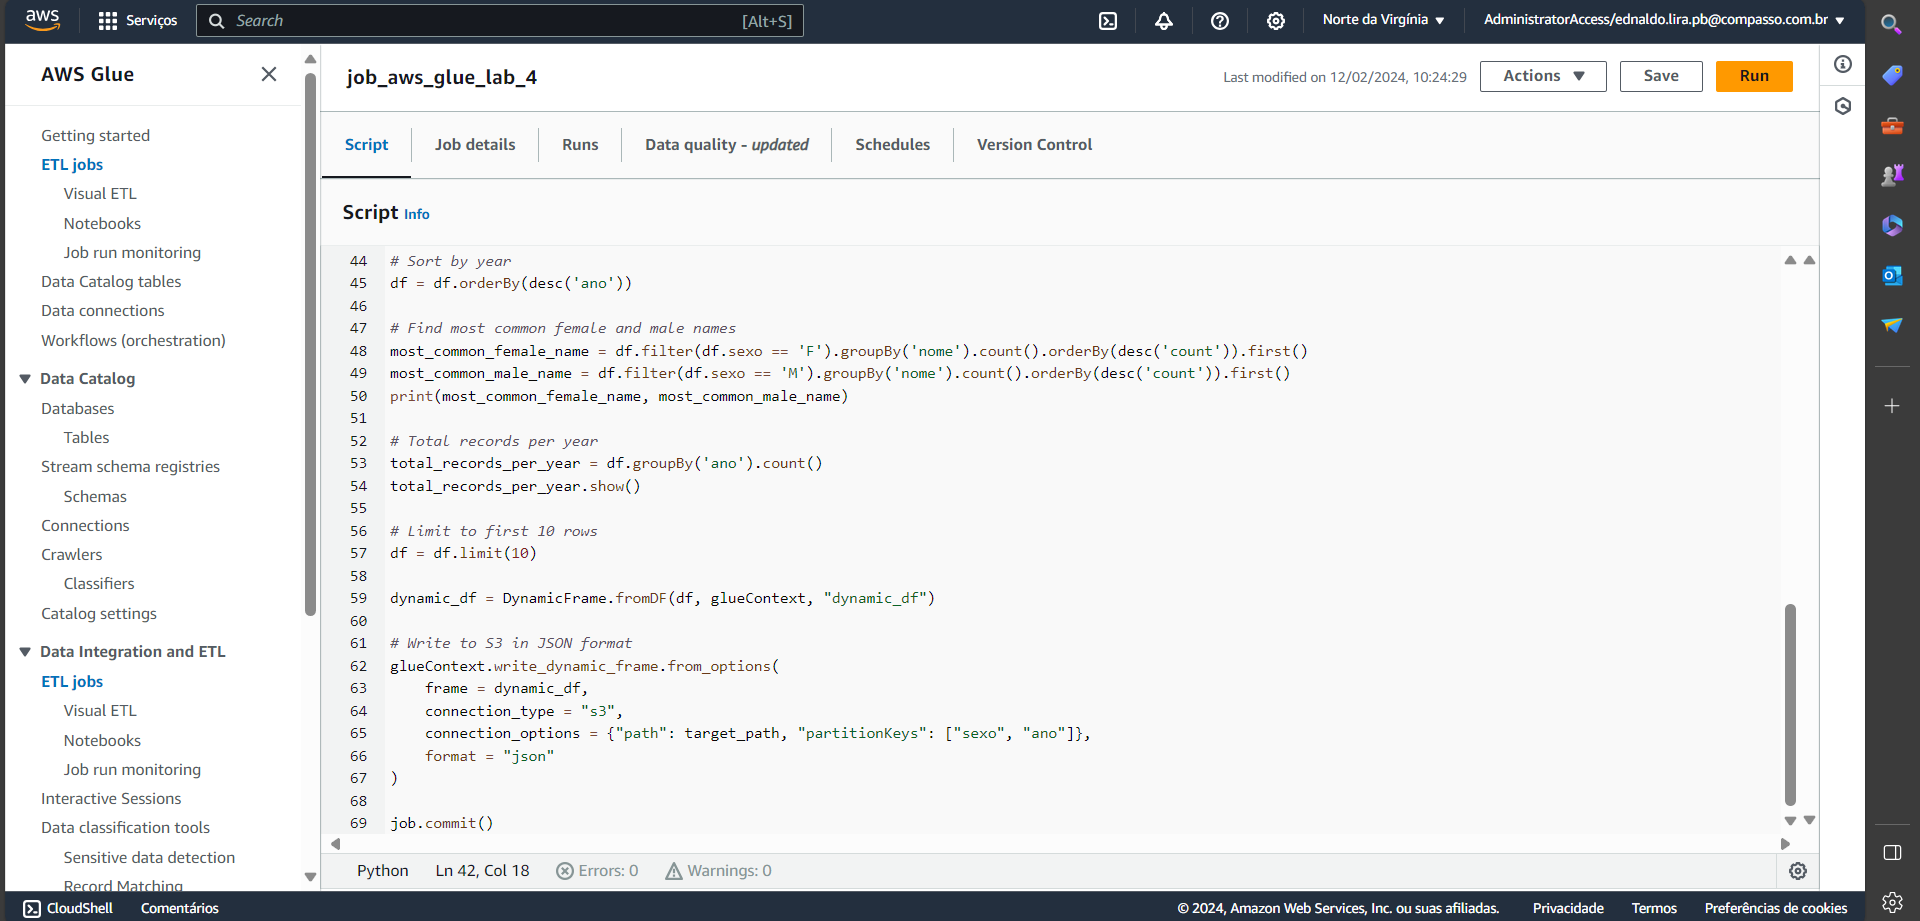 aws
Serviços
Search [Alt+S]
Norte da Virgínia
AdministratorAccess/ednaldo.lira.pb@compasso.com.br
AWS Glue
Getting started
ETL jobs
Visual ETL
Notebooks
Job run monitoring
Data Catalog tables
Data connections
Workflows (orchestration)
Data Catalog
Databases
Tables
Stream schema registries
Schemas
Connections
Crawlers
Classifiers
Catalog settings
Data Integration and ETL
ETL jobs
Visual ETL
Notebooks
Job run monitoring
Interactive Sessions
Data classification tools
Sensitive data detection
Record Matching
job_aws_glue_lab_4
Last modified on 12/02/2024, 10:24:29
Actions
Save
Run
Script
Job details
Runs
Data quality - updated
Schedules
Version Control
Script Info
44 # Sort by year
45 df = df.orderBy(desc('ano'))
46
47 # Find most common female and male names
48 most_common_female_name = df.filter(df.sexo == 'F').groupBy('nome').count().orderBy(desc('count')).first()
49 most_common_male_name = df.filter(df.sexo == 'M').groupBy('nome').count().orderBy(desc('count')).first()
50 print(most_common_female_name, most_common_male_name)
51
52 # Total records per year
53 total_records_per_year = df.groupBy('ano').count()
54 total_records_per_year.show()
55
56 # Limit to first 10 rows
57 df = df.limit(10)
58
59 dynamic_df = DynamicFrame.fromDF(df, glueContext, "dynamic_df")
60
61 # Write to S3 in JSON format
62 glueContext.write_dynamic_frame.from_options(
63     frame = dynamic_df,
64     connection_type = "s3",
65     connection_options = {"path": target_path, "partitionKeys": ["sexo", "ano"]},
66     format = "json"
67 )
68
69 job.commit()
Python
Ln 42, Col 18
Errors: 0
Warnings: 0
CloudShell
Comentários
© 2024, Amazon Web Services, Inc. ou suas afiliadas.
Privacidade
Termos
Preferências de cookies